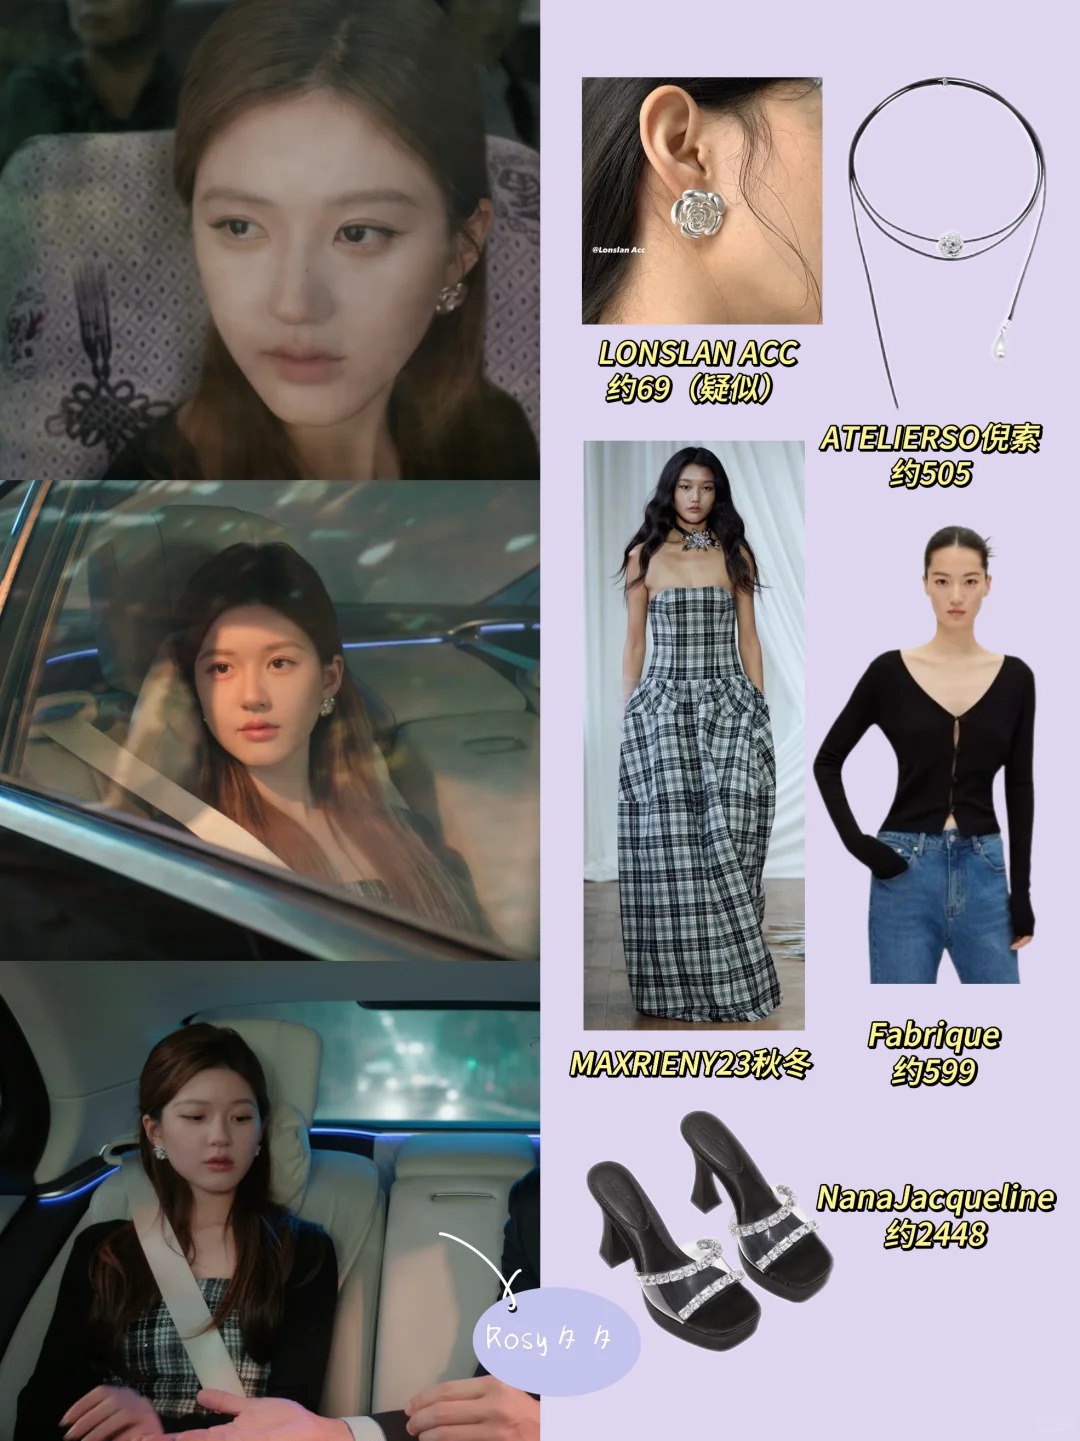 @Lonslan Acc
LONSLAN ACC
约69（疑似）
ATELIERSO倪索
约505
MAXRIENY23秋冬
Fabrique
约599
NanaJacqueline
约2448
Rosy夕夕